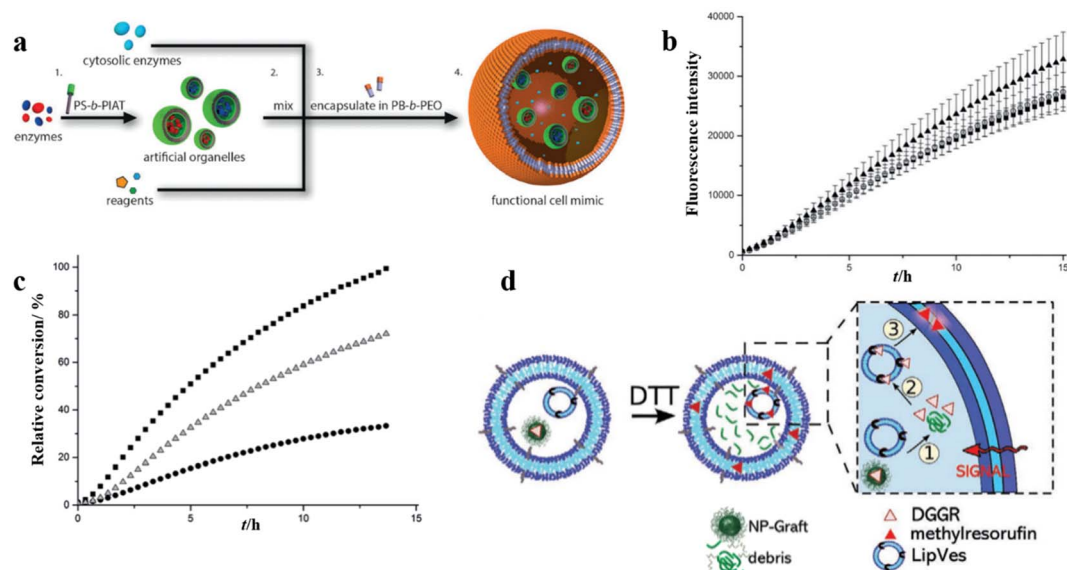 a
cytosolic enzymes
1.
2.
3.
4.
PS-b-PIAT
mix
encapsulate in PB-b-PEO
enzymes
artificial organelles
reagents
functional cell mimic
b
Fluorescence intensity
40000
30000
20000
10000
0
0
5
10
15
t/h
c
Relative conversion/ %
100
80
60
40
20
0
0
5
10
15
t/h
d
DTT
3
2
1
SIGNAL
NP-Graft
debris
DGGR
methylresorufin
LipVes